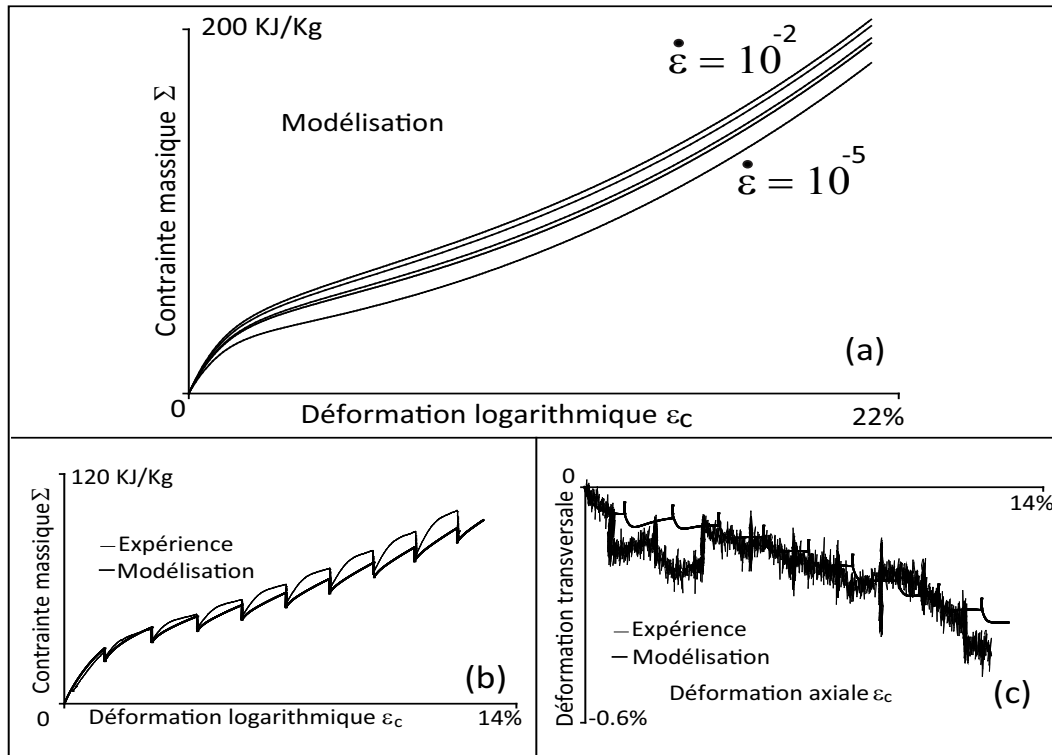 200 KJ/Kg
Contrainte massique Σ
Modélisation
ε̇ = 10⁻²
ε̇ = 10⁻⁵
(a)
0
Déformation logarithmique εc
22%
120 KJ/Kg
Contrainte massique Σ
Expérience
Modélisation
(b)
0
Déformation logarithmique εc
14%
0
14%
Déformation transversale
Expérience
Modélisation
Déformation axiale εc
(c)
-0.6%